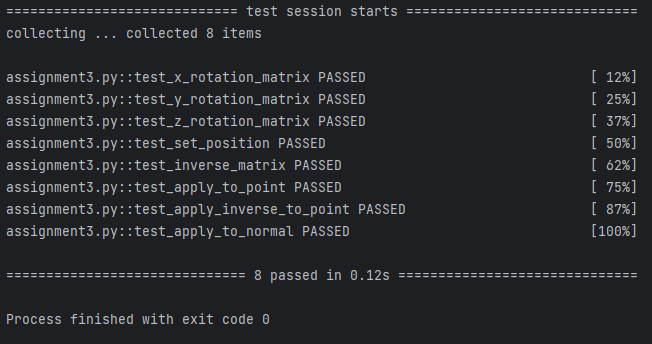 ============================= test session starts =============================
collecting ... collected 8 items
assignment3.py::test_x_rotation_matrix PASSED [ 12%]
assignment3.py::test_y_rotation_matrix PASSED [ 25%]
assignment3.py::test_z_rotation_matrix PASSED [ 37%]
assignment3.py::test_set_position PASSED [ 50%]
assignment3.py::test_inverse_matrix PASSED [ 62%]
assignment3.py::test_apply_to_point PASSED [ 75%]
assignment3.py::test_apply_inverse_to_point PASSED [ 87%]
assignment3.py::test_apply_to_normal PASSED [100%]
============================== 8 passed in 0.12s ==============================
Process finished with exit code 0